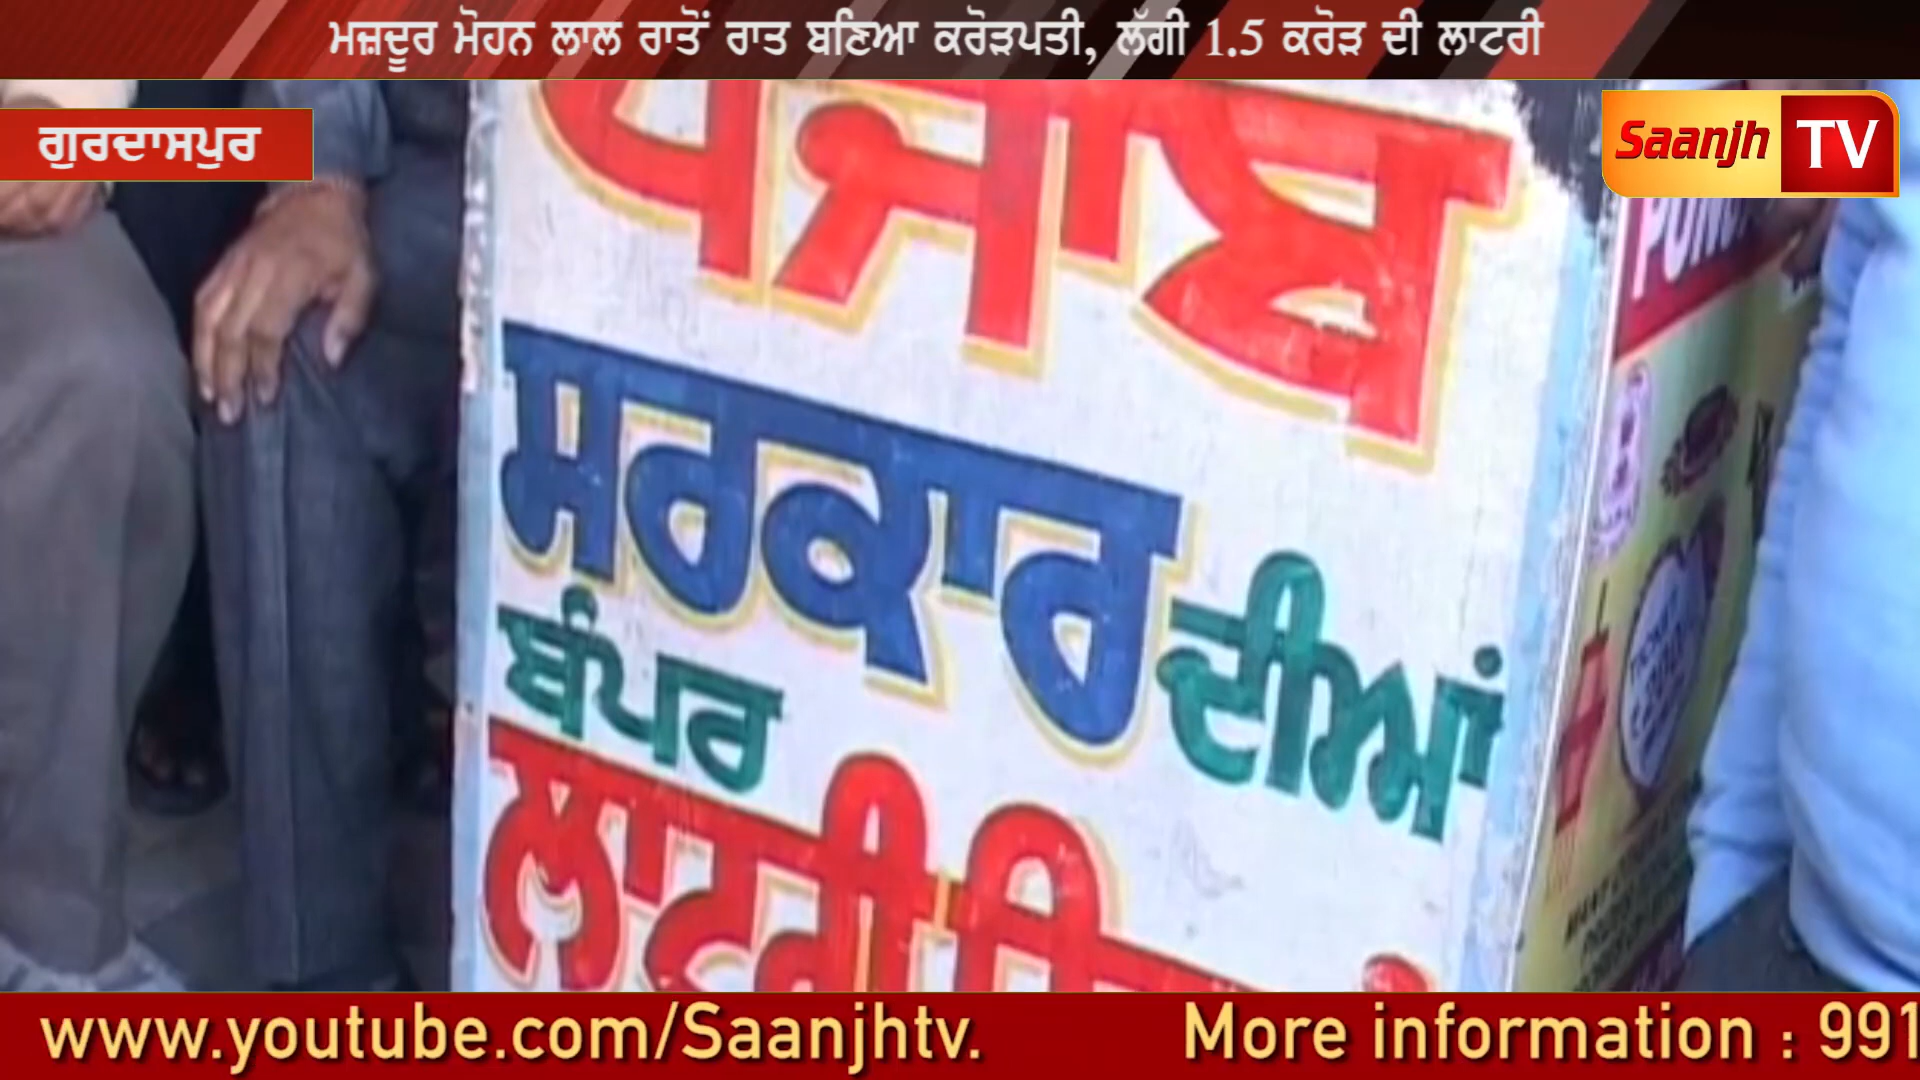 ਮਜ਼ਦੂਰ ਮੋਹਨ ਲਾਲ ਰਾਤੋਂ ਰਾਤ ਬਣਿਆ ਕਰੋੜਪਤੀ, ਲੱਗੀ 1.5 ਕਰੋੜ ਦੀ ਲਾਟਰੀ
ਗੁਰਦਾਸਪੁਰ
Saanjh TV
ਪੰਜਾਬ
ਸਰਕਾਰ ਦੀਆਂ
ਬੰਪਰ
ਲਾਟਰੀਆਂ
www.youtube.com/Saanjhtv.
More information : 991